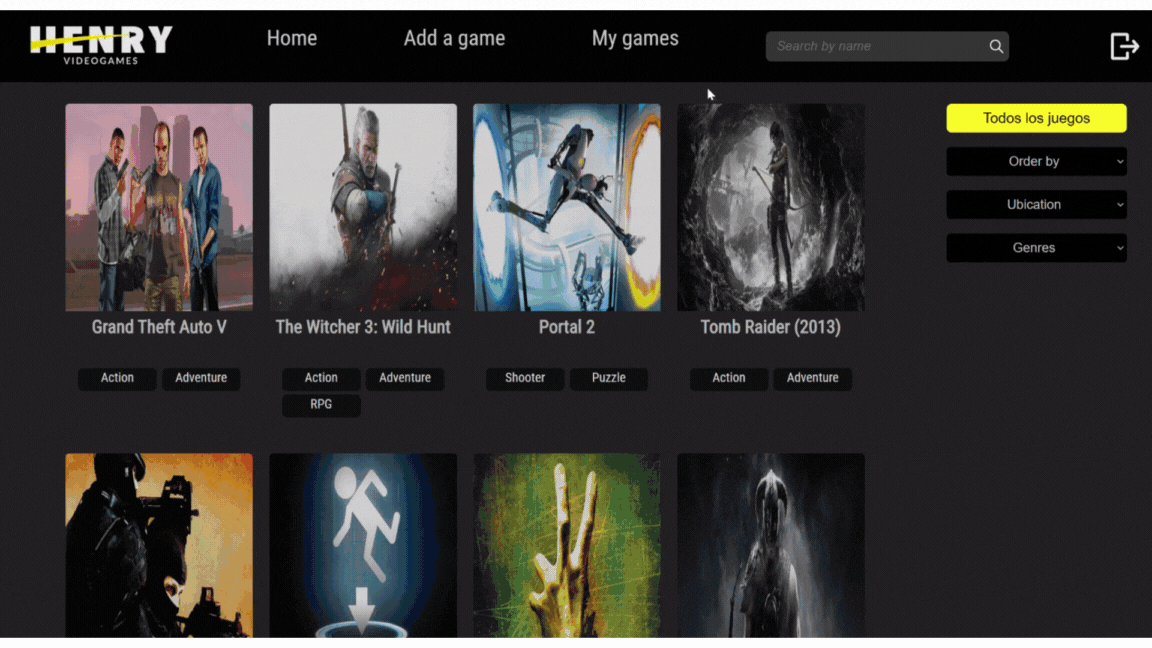 HENRY
VIDEOGAMES
Home
Add a game
My games
Search by name
Todos los juegos
Order by
Ubication
Genres
Grand Theft Auto V
The Witcher 3: Wild Hunt
Portal 2
Tomb Raider (2013)
Action
Adventure
Action
Adventure
RPG
Shooter
Puzzle
Action
Adventure